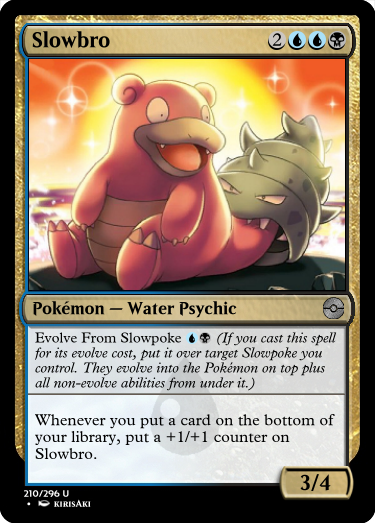 Slowbro 2
Pokémon — Water Psychic
Evolve From Slowpoke (If you cast this spell
for its evolve cost, put it over target Slowpoke you
control. They evolve into the Pokémon on top plus
all non-evolve abilities from under it.)
Whenever you put a card on the bottom of
your library, put a +1/+1 counter on
Slowbro.
3/4
210/296 U
• KIRISAKI